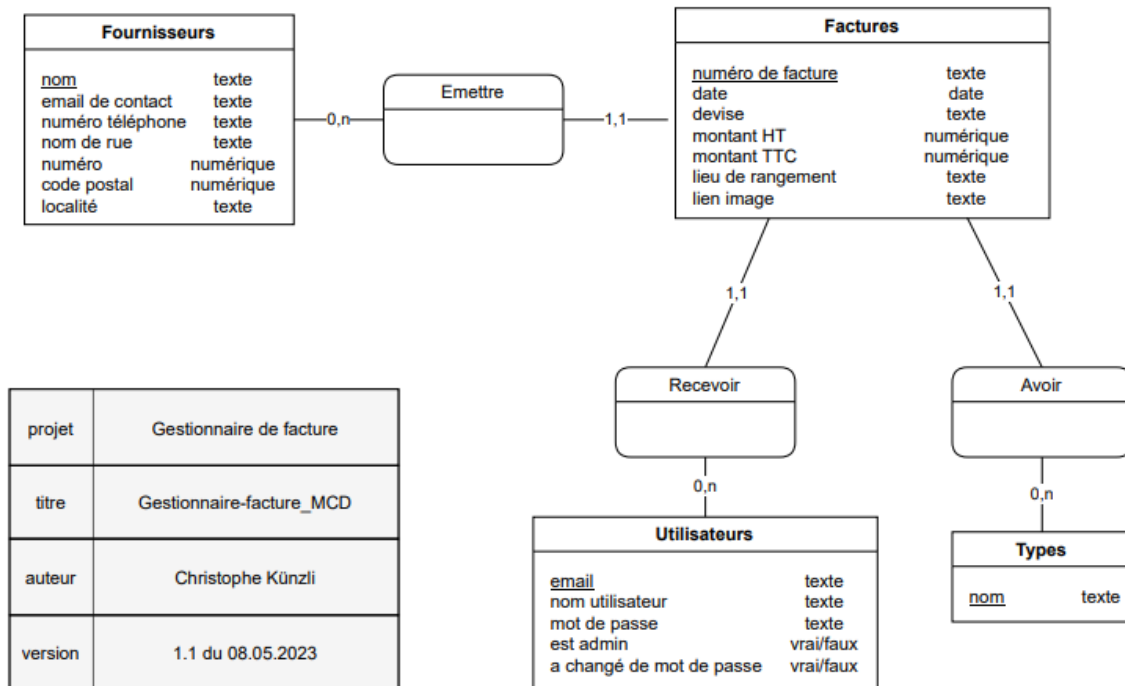 Fournisseurs
nom texte
email de contact texte
numéro téléphone texte
nom de rue texte
numéro numérique
code postal numérique
localité texte
0,n
Emettre
1,1
Factures
numéro de facture texte
date date
devise texte
montant HT numérique
montant TTC numérique
lieu de rangement texte
lien image texte
1,1
1,1
Recevoir
Avoir
0,n
0,n
Utilisateurs
email texte
nom utilisateur texte
mot de passe texte
est admin vrai/faux
a changé de mot de passe vrai/faux
Types
nom texte
projet Gestionnaire de facture
titre Gestionnaire-facture_MCD
auteur Christophe Künzli
version 1.1 du 08.05.2023